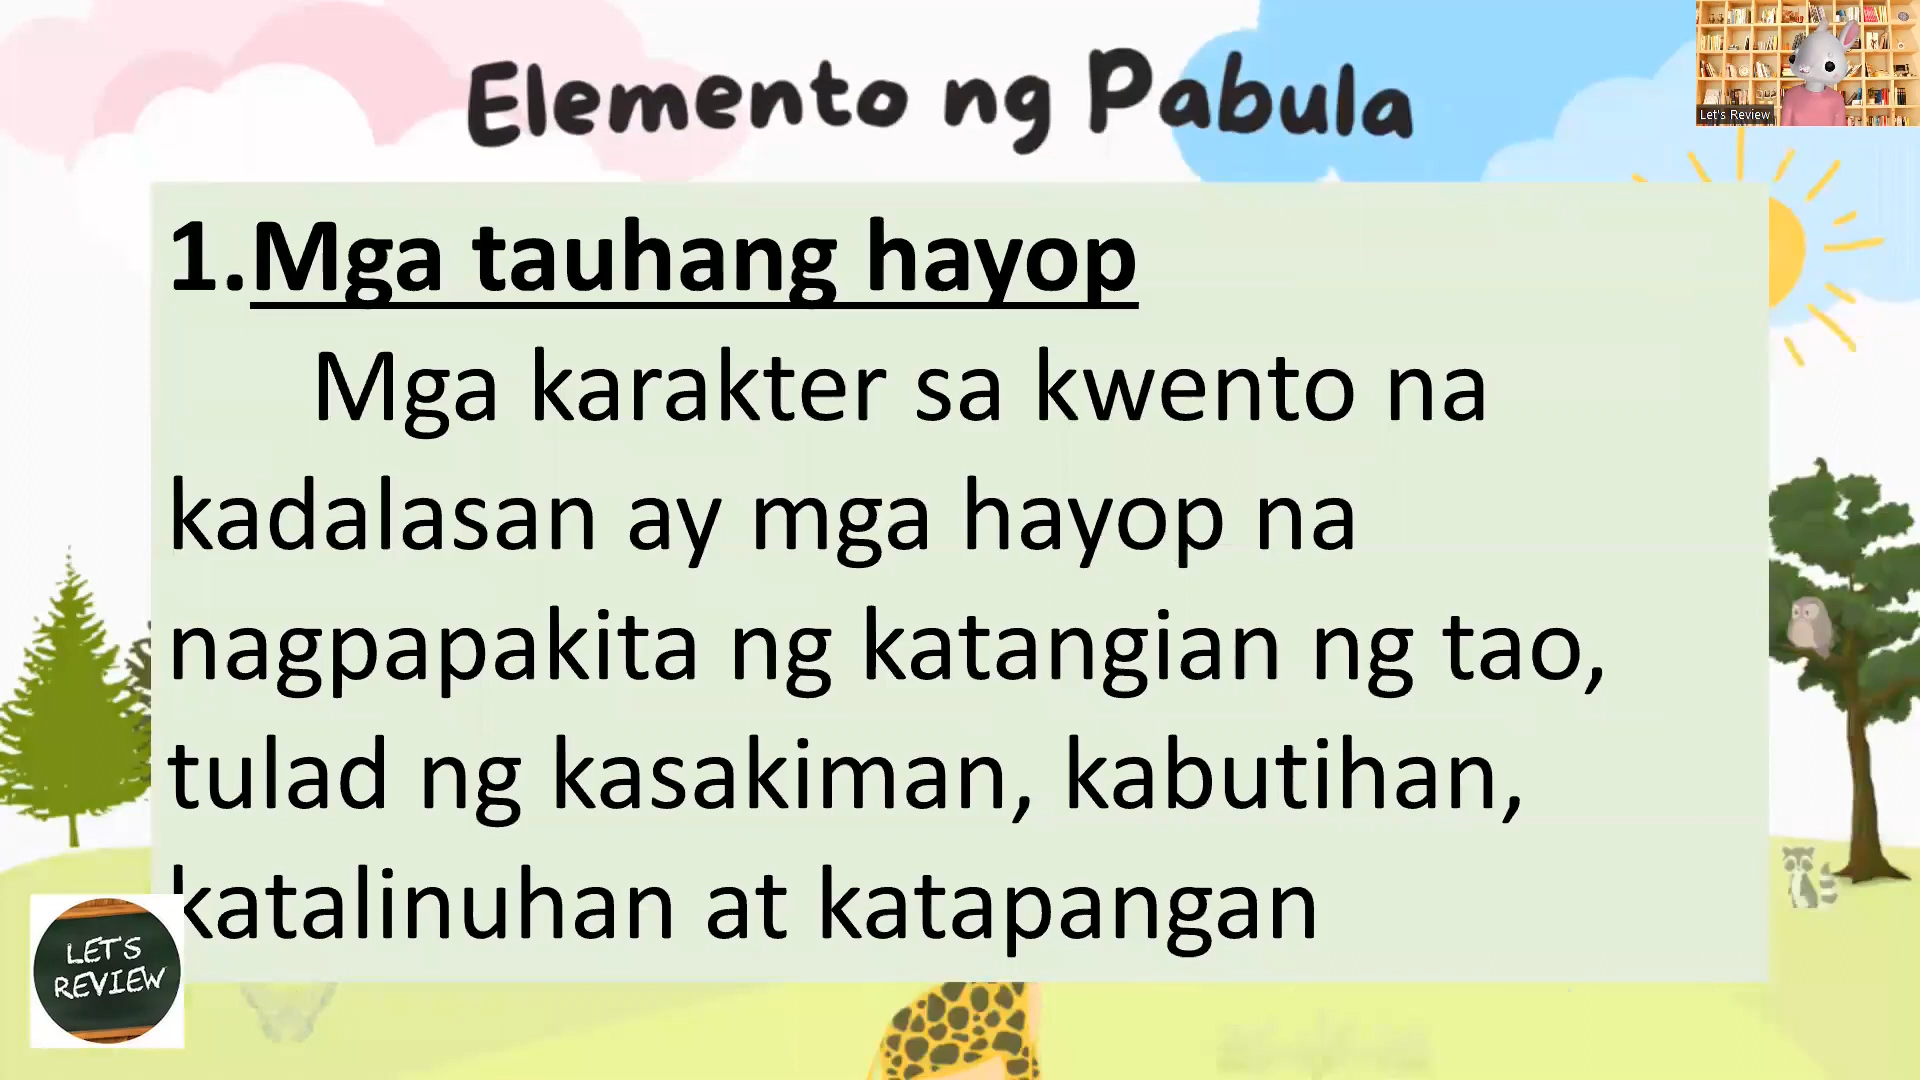 Elemento ng Pabula
Let's Review
1.Mga tauhang hayop
Mga karakter sa kwento na
kadalasan ay mga hayop na
nagpapakita ng katangian ng tao,
tulad ng kasakiman, kabutihan,
katalinuhan at katapangan
LET'S
REVIEW